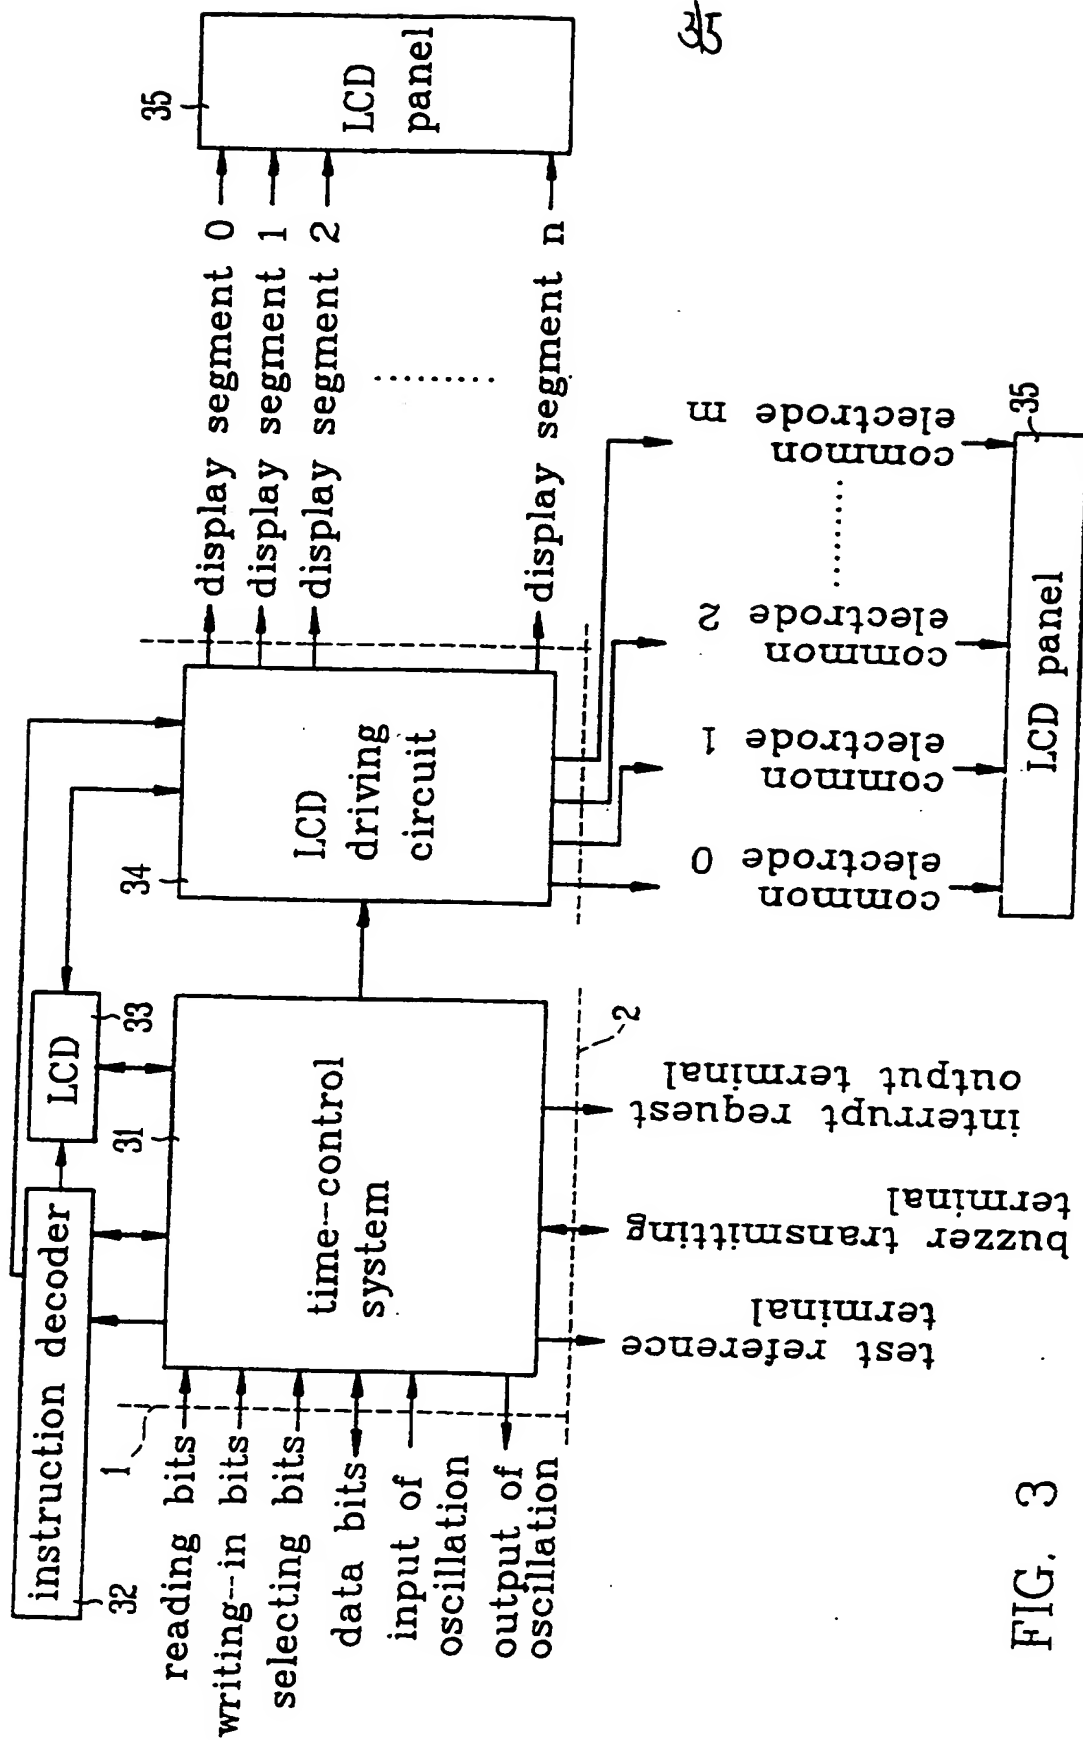 35
instruction decoder
32
LCD
33
35
LCD
panel
1
reading bits
writing--in bits
selecting bits
data bits
input of
oscillation
output of
oscillation
31
time--control
system
34
LCD
driving
circuit
display segment 0
display segment 1
display segment 2
.........
display segment n
2
test reference
terminal
buzzer transmitting
terminal
interrupt request
output terminal
common
electrode 0
common
electrode 1
common
electrode 2
........
common
electrode m
LCD panel
35
FIG. 3